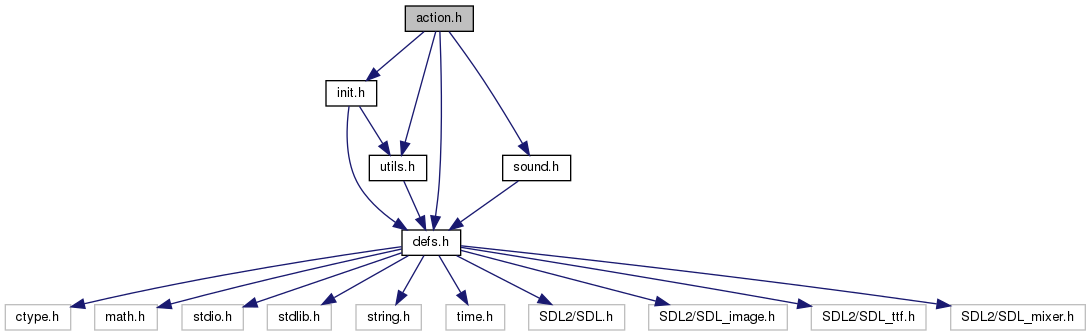 action.h
init.h
utils.h
sound.h
defs.h
ctype.h
math.h
stdio.h
stdlib.h
string.h
time.h
SDL2/SDL.h
SDL2/SDL_image.h
SDL2/SDL_ttf.h
SDL2/SDL_mixer.h